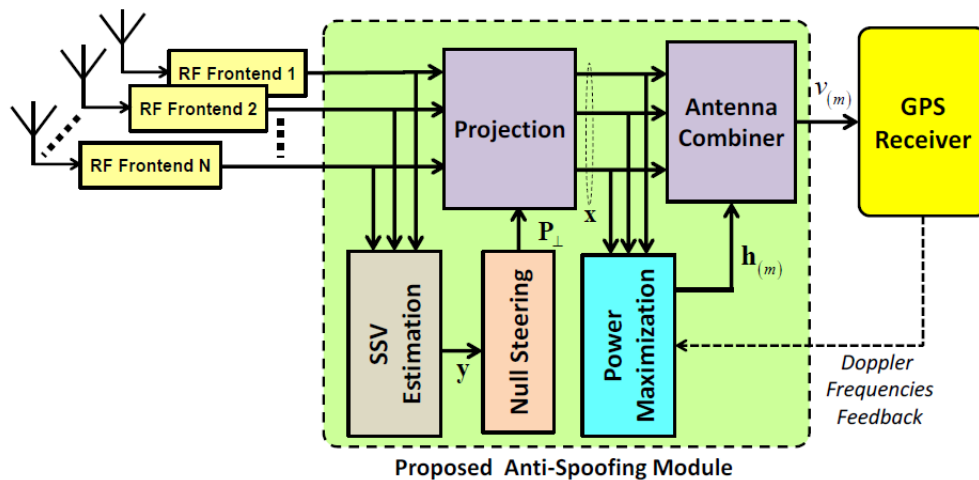 RF Frontend 1
RF Frontend 2
RF Frontend N
Projection
Antenna
Combiner
v(m)
GPS
Receiver
x
P⊥
h(m)
SSV
Estimation
y
Null Steering
Power
Maximization
Doppler
Frequencies
Feedback
Proposed Anti-Spoofing Module